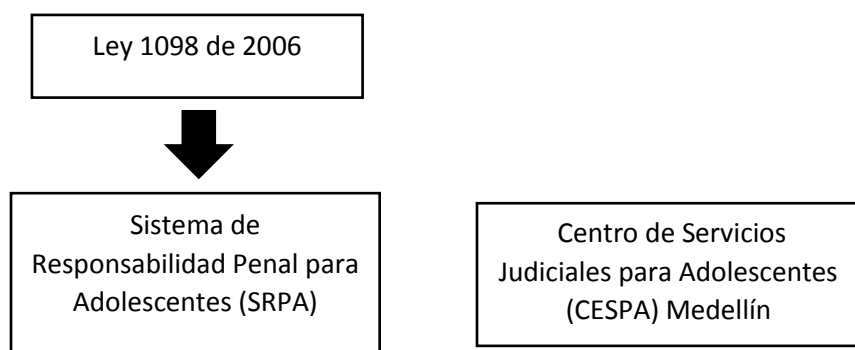 Ley 1098 de 2006
Sistema de
Responsabilidad Penal para
Adolescentes (SRPA)
Centro de Servicios
Judiciales para Adolescentes
(CESPA) Medellín